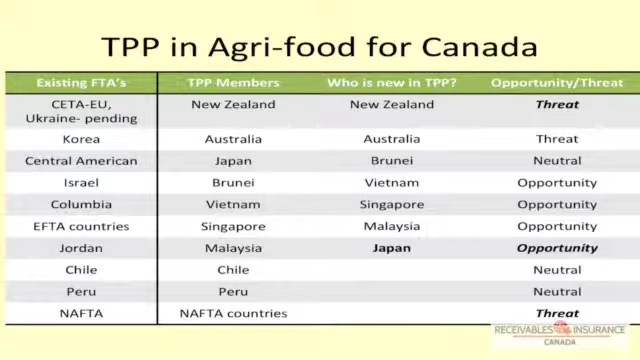 TPP in Agri-food for Canada
Existing FTA's TPP Members Who is new in TPP? Opportunity/Threat
CETA-EU, New Zealand New Zealand Threat
Ukraine- pending
Korea Australia Australia Threat
Central American Japan Brunei Neutral
Israel Brunei Vietnam Opportunity
Columbia Vietnam Singapore Opportunity
EFTA countries Singapore Malaysia Opportunity
Jordan Malaysia Japan Opportunity
Chile Chile Neutral
Peru Peru Neutral
NAFTA NAFTA countries Threat
RECEIVABLES INSURANCE
CANADA